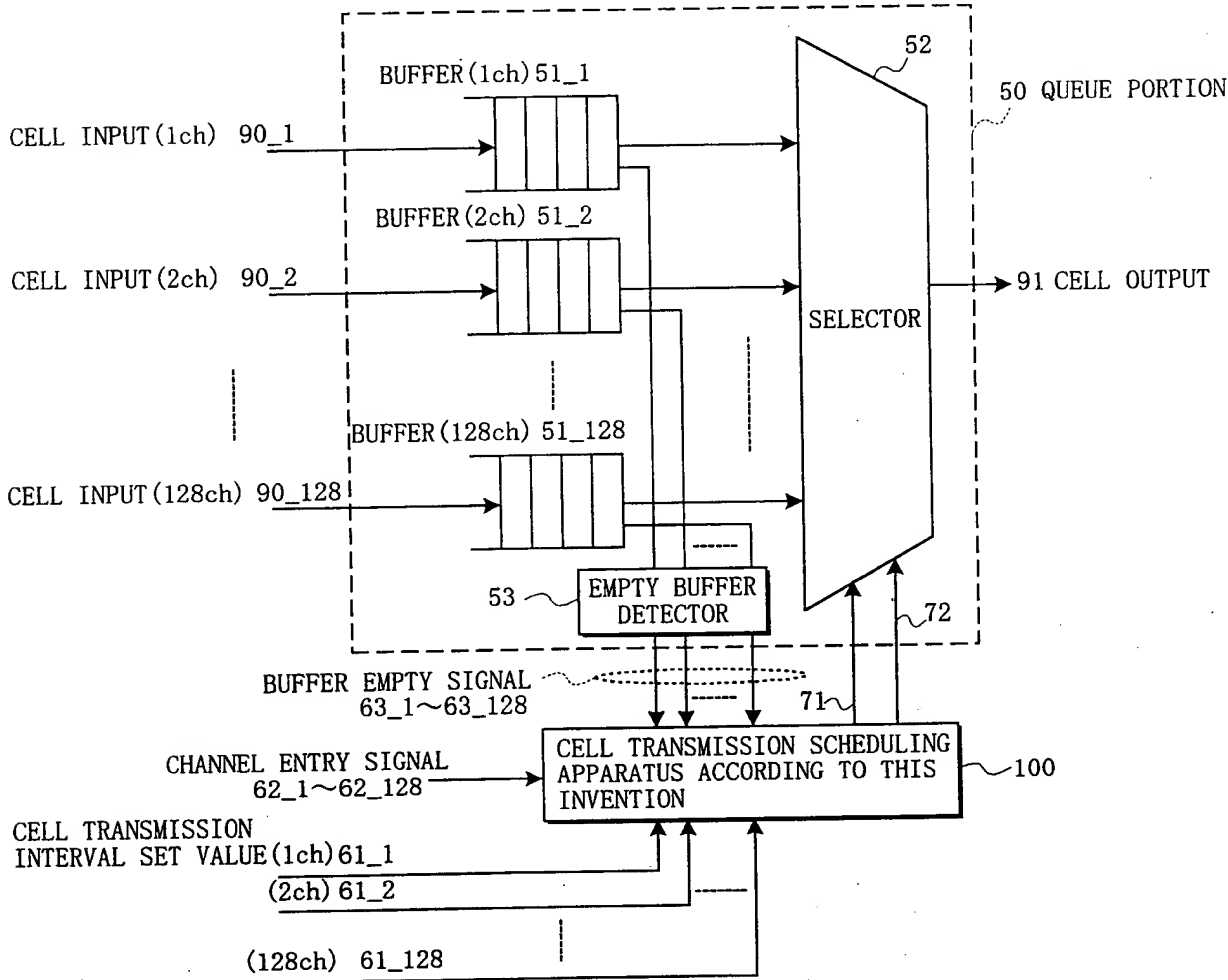 BUFFER(1ch) 51_1
52
50 QUEUE PORTION
CELL INPUT(1ch) 90_1
BUFFER(2ch) 51_2
CELL INPUT(2ch) 90_2
SELECTOR
91 CELL OUTPUT
BUFFER(128ch) 51_128
CELL INPUT(128ch) 90_128
53
EMPTY BUFFER
DETECTOR
72
BUFFER EMPTY SIGNAL
63_1~63_128
71
CHANNEL ENTRY SIGNAL
62_1~62_128
CELL TRANSMISSION SCHEDULING
APPARATUS ACCORDING TO THIS
INVENTION
100
CELL TRANSMISSION
INTERVAL SET VALUE(1ch) 61_1
(2ch) 61_2
(128ch) 61_128